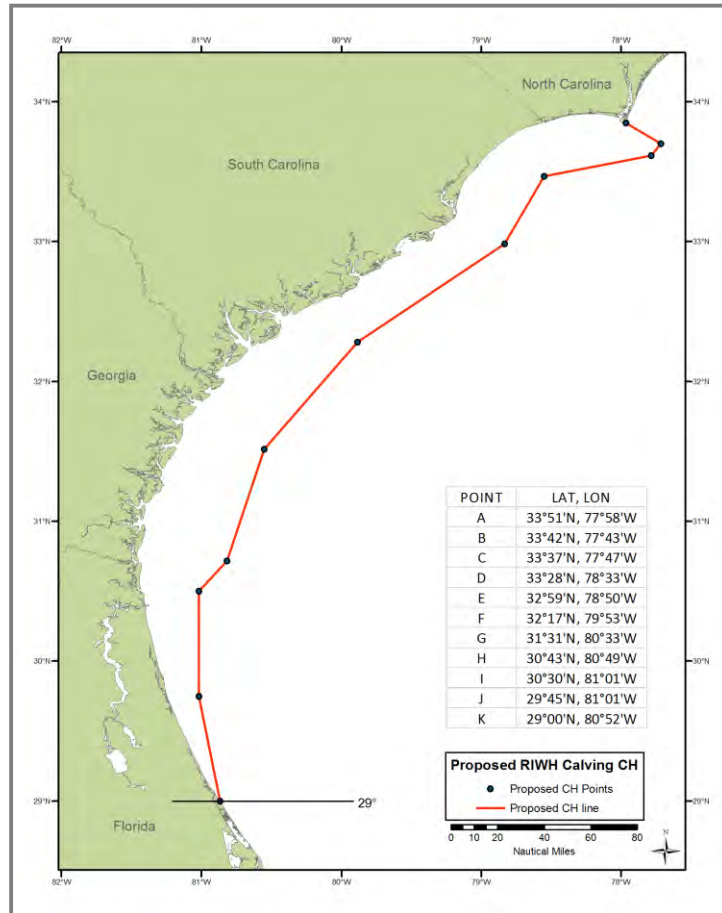 82°W 81°W 80°W 79°W 78°W
34°N 34°N
North Carolina
South Carolina
33°N 33°N
32°N 32°N
Georgia
31°N 31°N
POINT LAT, LON
A 33°51'N, 77°58'W
B 33°42'N, 77°43'W
C 33°37'N, 77°47'W
D 33°28'N, 78°33'W
E 32°59'N, 78°50'W
F 32°17'N, 79°53'W
G 31°31'N, 80°33'W
H 30°43'N, 80°49'W
I 30°30'N, 81°01'W
J 29°45'N, 81°01'W
K 29°00'N, 80°52'W
30°N 30°N
29°N 29° 29°N
Florida
Proposed RIWH Calving CH
Proposed CH Points
Proposed CH line
0 5 10 20 40 60 80
Nautical Miles
N
82°W 81°W 80°W 79°W 78°W